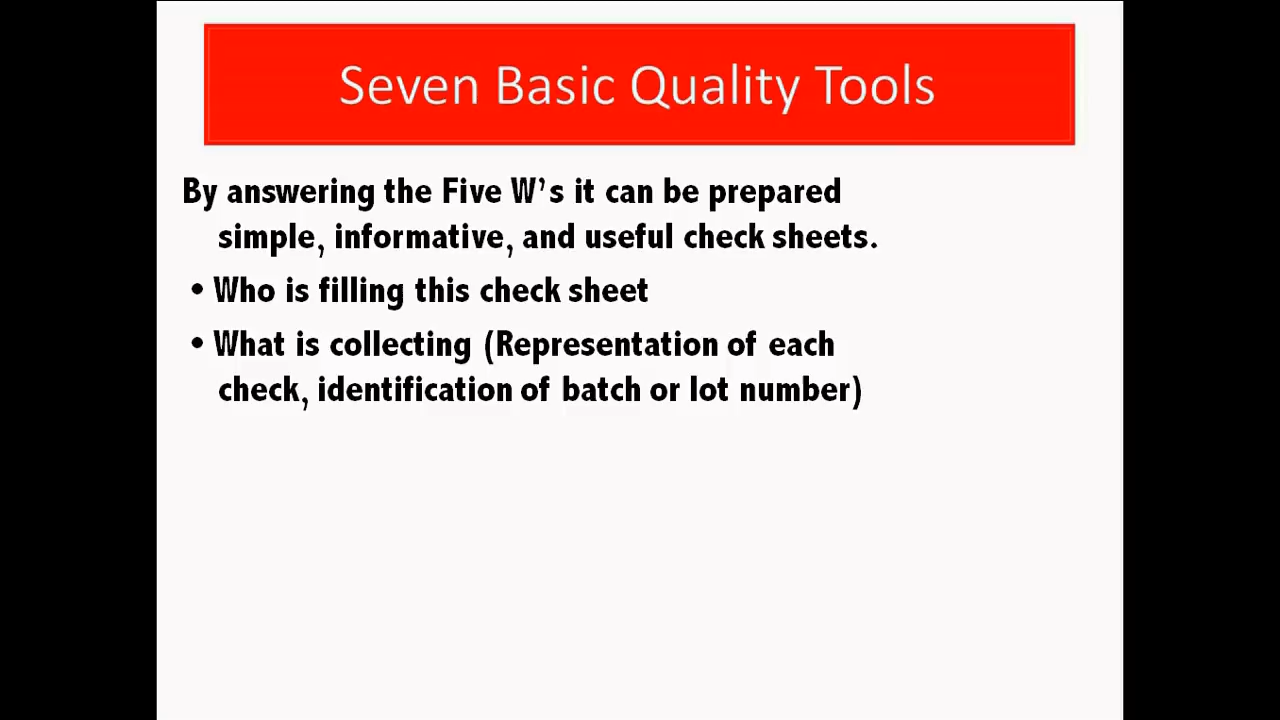 Seven Basic Quality Tools
By answering the Five W's it can be prepared
simple, informative, and useful check sheets.
• Who is filling this check sheet
• What is collecting (Representation of each
check, identification of batch or lot number)